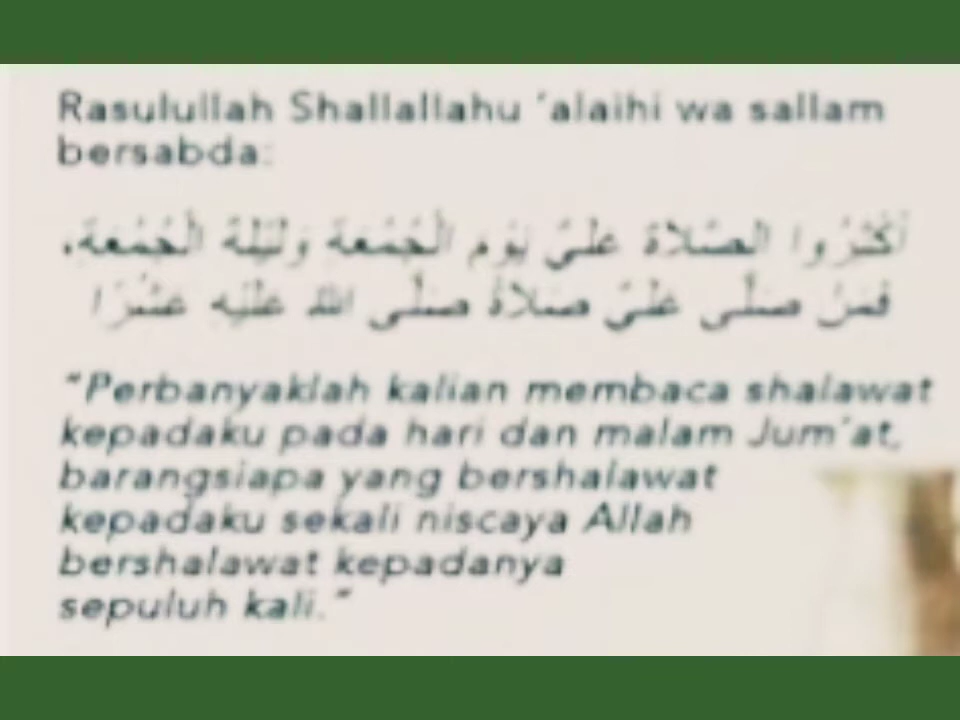 Rasulullah Shallallahu 'alaihi wa sallam
bersabda:
أَكْثِرُوا الصَّلَاةَ عَلَيَّ يَوْمَ الْجُمُعَةِ وَلَيْلَةَ الْجُمُعَةِ،
فَمَنْ صَلَّى عَلَيَّ صَلَاةً صَلَّى اللهُ عَلَيْهِ عَشْرًا
"Perbanyaklah kalian membaca shalawat
kepadaku pada hari dan malam Jum'at,
barangsiapa yang bershalawat
kepadaku sekali niscaya Allah
bershalawat kepadanya
sepuluh kali."